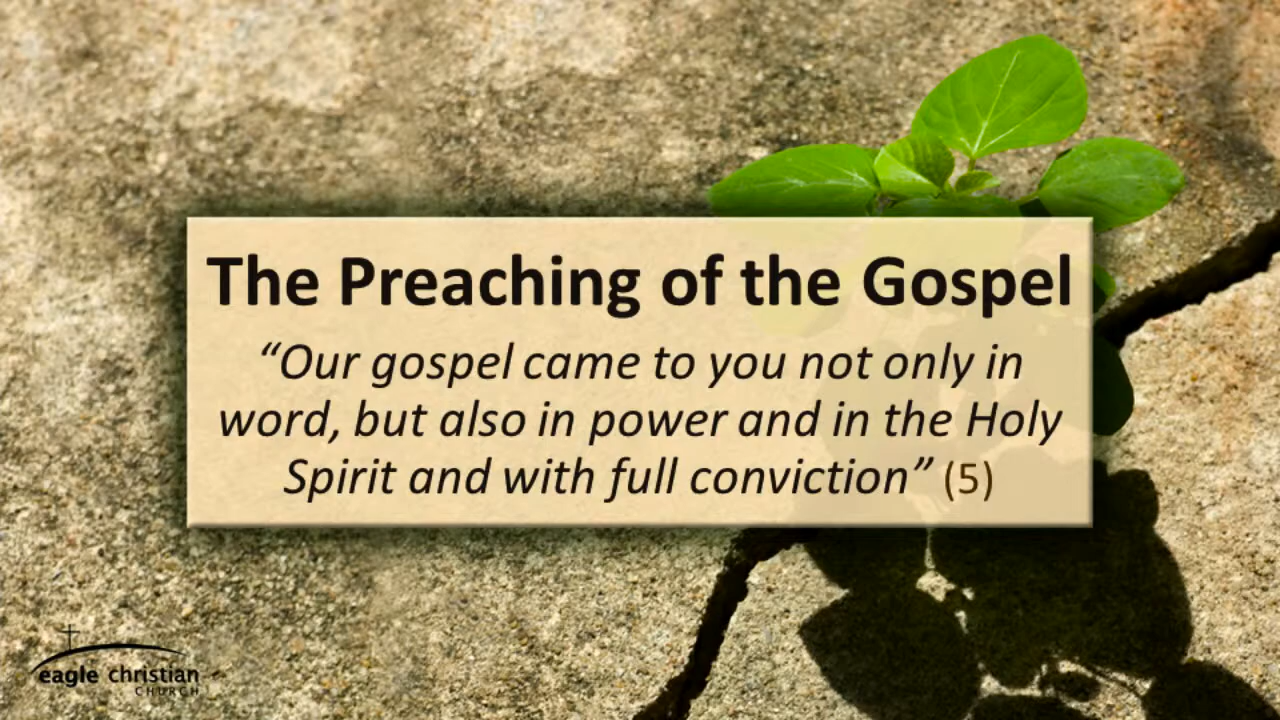 The Preaching of the Gospel
“Our gospel came to you not only in
word, but also in power and in the Holy
Spirit and with full conviction” (5)
eagle christian
CHURCH